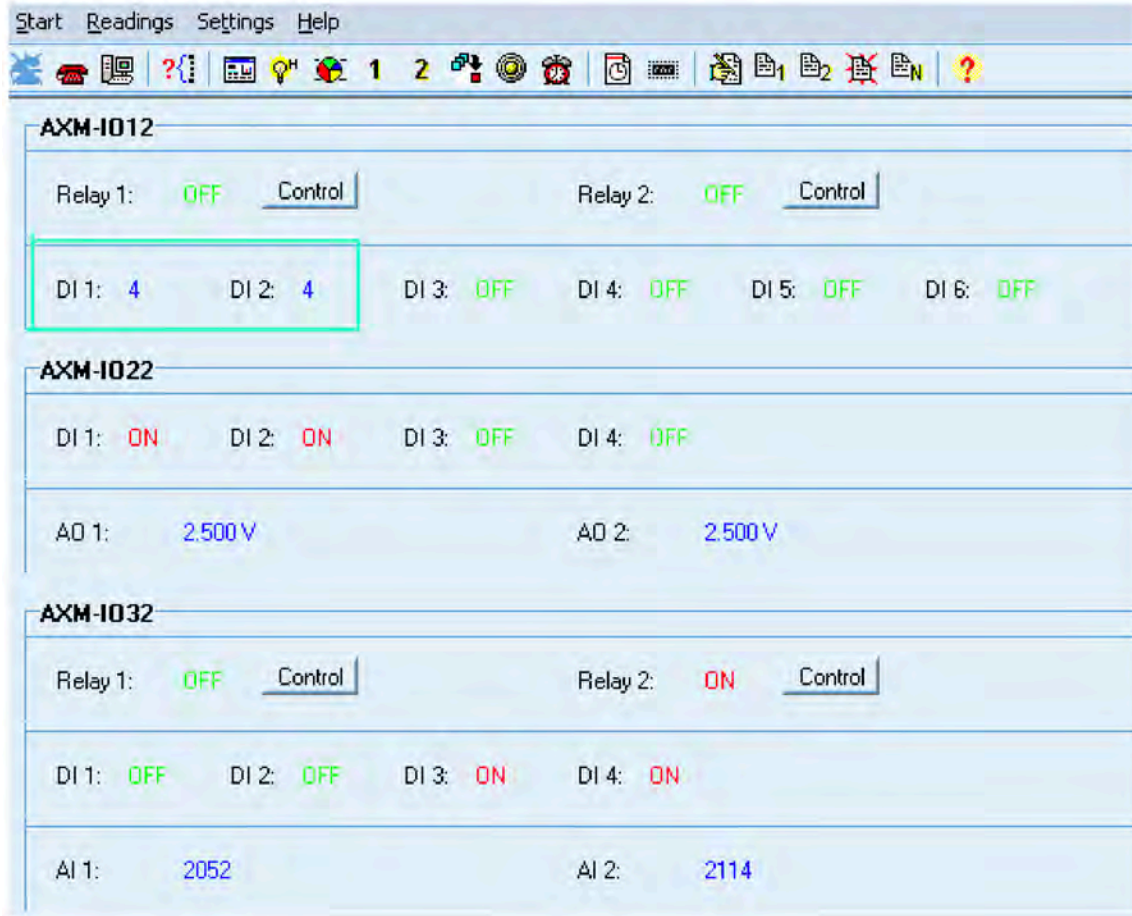 Start Readings Settings Help
?{ H 1 2 1 2 N ?
AXM-IO12
Relay 1: OFF Control Relay 2: OFF Control
DI 1: 4 DI 2: 4 DI 3: OFF DI 4: OFF DI 5: OFF DI 6: OFF
AXM-IO22
DI 1: ON DI 2: ON DI 3: OFF DI 4: OFF
AO 1: 2.500 V AO 2: 2.500 V
AXM-IO32
Relay 1: OFF Control Relay 2: ON Control
DI 1: OFF DI 2: OFF DI 3: ON DI 4: ON
AI 1: 2052 AI 2: 2114